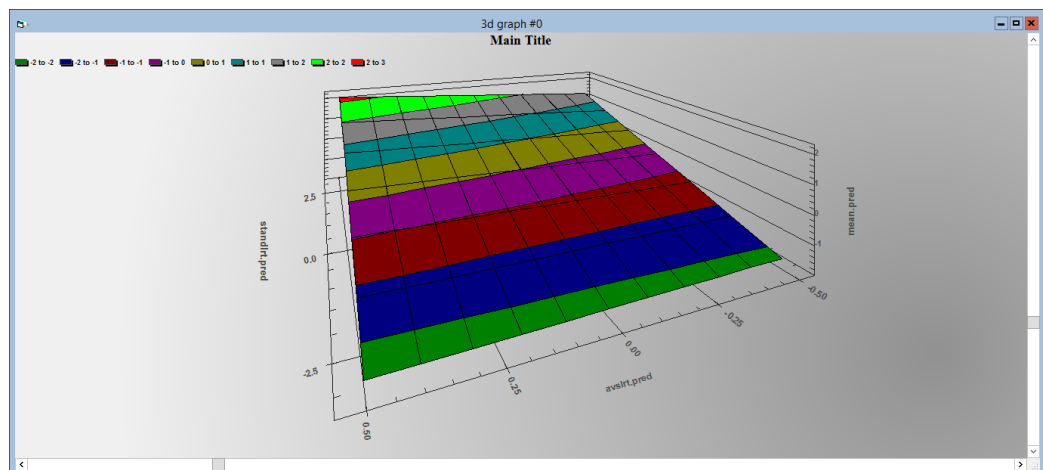 3d graph #0
Main Title
-2 to -2 -2 to -1 -1 to -1 -1 to 0 0 to 1 1 to 1 1 to 2 2 to 2 2 to 3
2.5
0.0
-2.5
standlrt.pred
0.50
0.25
0.00
-0.25
-0.50
avslrt.pred
2
1
0
-1
mean.pred